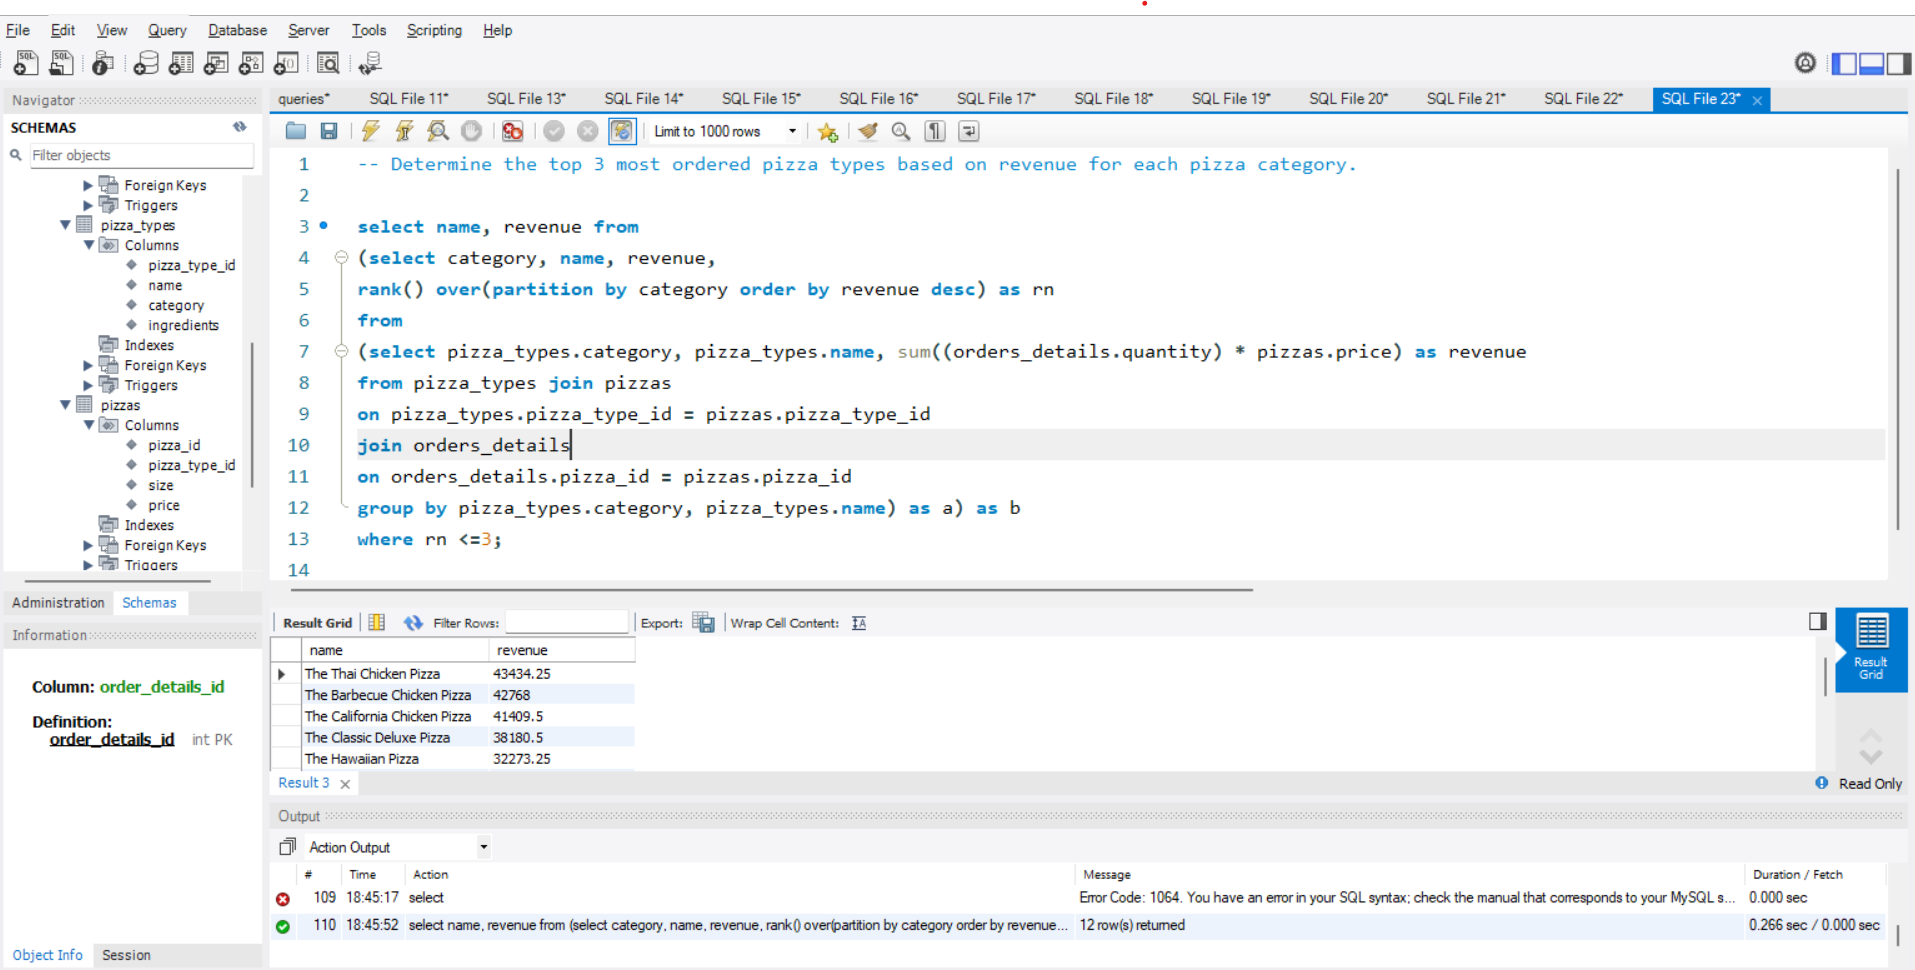 File Edit View Query Database Server Tools Scripting Help
Navigator
SCHEMAS
Filter objects
Foreign Keys
Triggers
pizza_types
Columns
pizza_type_id
name
category
ingredients
Indexes
Foreign Keys
Triggers
pizzas
Columns
pizza_id
pizza_type_id
size
price
Indexes
Foreign Keys
Triggers
Administration Schemas
Information
Column: order_details_id
Definition:
order_details_id int PK
Object Info Session
queries* SQL File 11* SQL File 13* SQL File 14* SQL File 15* SQL File 16* SQL File 17* SQL File 18* SQL File 19* SQL File 20* SQL File 21* SQL File 22* SQL File 23*
Limit to 1000 rows
1 -- Determine the top 3 most ordered pizza types based on revenue for each pizza category.
2
3 select name, revenue from
4 (select category, name, revenue,
5 rank() over(partition by category order by revenue desc) as rn
6 from
7 (select pizza_types.category, pizza_types.name, sum((orders_details.quantity) * pizzas.price) as revenue
8 from pizza_types join pizzas
9 on pizza_types.pizza_type_id = pizzas.pizza_type_id
10 join orders_details
11 on orders_details.pizza_id = pizzas.pizza_id
12 group by pizza_types.category, pizza_types.name) as a) as b
13 where rn <=3;
14
Result Grid Filter Rows: Export: Wrap Cell Content:
name revenue
The Thai Chicken Pizza 43434.25
The Barbecue Chicken Pizza 42768
The California Chicken Pizza 41409.5
The Classic Deluxe Pizza 38180.5
The Hawaiian Pizza 32273.25
Result
Grid
Result 3 Read Only
Output
Action Output
# Time Action Message Duration / Fetch
109 18:45:17 select Error Code: 1064. You have an error in your SQL syntax; check the manual that corresponds to your MySQL s... 0.000 sec
110 18:45:52 select name, revenue from (select category, name, revenue, rank() over(partition by category order by revenue... 12 row(s) returned 0.266 sec / 0.000 sec